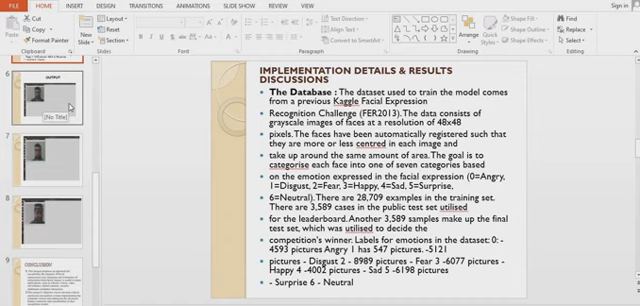 FILE HOME INSERT DESIGN TRANSITIONS ANIMATIONS SLIDE SHOW REVIEW VIEW Sign in
Cut
Copy
Format Painter
Paste
Clipboard
New
Slide
Layout
Reset
Section
Slides
Font
Paragraph
Text Direction
Align Text
Convert to SmartArt
Drawing
Arrange
Quick
Styles
Shape Fill
Shape Outline
Shape Effects
Find
Replace
Select
Editing
6
OUTPUT
[No Title]
7
8
9
CONCLUSION
IMPLEMENTATION DETAILS & RESULTS
DISCUSSIONS
The Database : The dataset used to train the model comes
from a previous Kaggle Facial Expression
Recognition Challenge (FER2013). The data consists of
grayscale images of faces at a resolution of 48x48
pixels. The faces have been automatically registered such that
they are more or less centred in each image and
take up around the same amount of area. The goal is to
categorise each face into one of seven categories based
on the emotion expressed in the facial expression (0=Angry,
1=Disgust, 2=Fear, 3=Happy, 4=Sad, 5=Surprise,
6=Neutral). There are 28,709 examples in the training set.
There are 3,589 cases in the public test set utilised
for the leaderboard. Another 3,589 samples make up the final
test set, which was utilised to decide the
competition's winner. Labels for emotions in the dataset: 0: -
4593 pictures Angry 1 has 547 pictures. -5121
pictures - Disgust 2 - 8989 pictures - Fear 3 -6077 pictures -
Happy 4 -4002 pictures - Sad 5 -6198 pictures
- Surprise 6 - Neutral